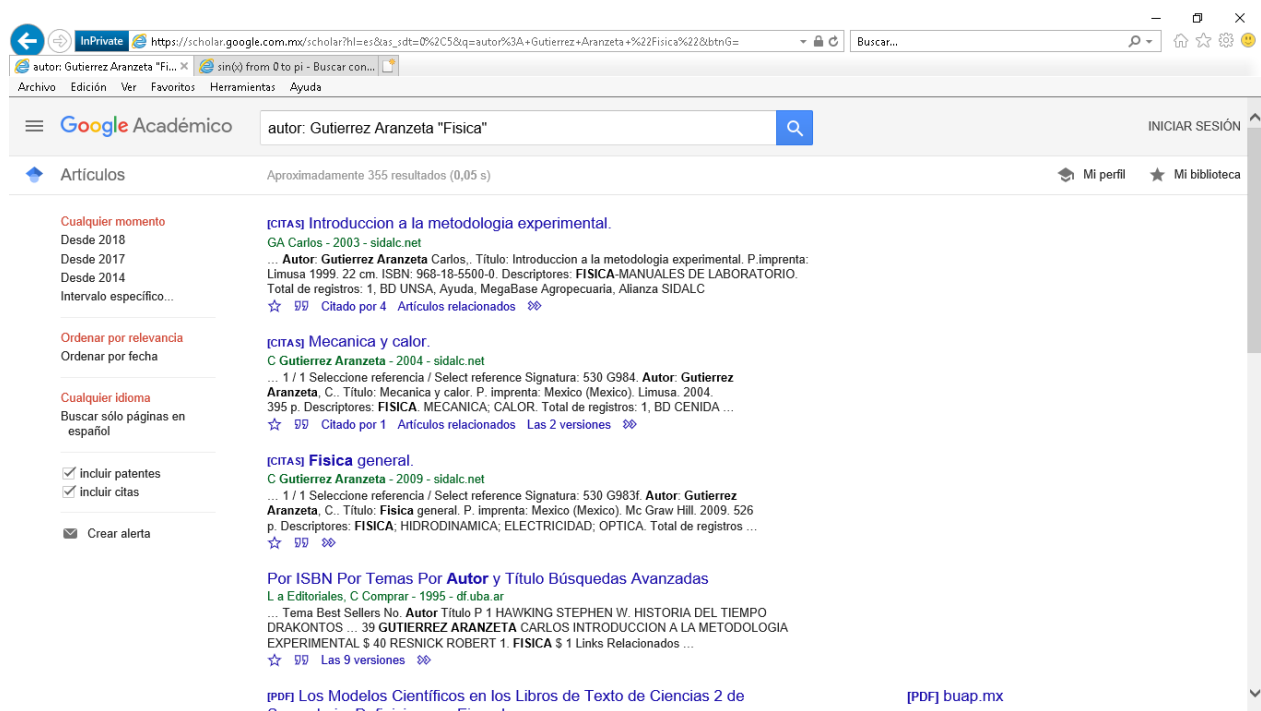 InPrivate https://scholar.google.com.mx/scholar?hl=es&as_sdt=0%2C5&q=autor%3A+Gutierrez+Aranzeta+%22Fisica%22&btnG= Buscar...
autor: Gutierrez Aranzeta "Fi... sin(x) from 0 to pi - Buscar con...
Archivo Edición Ver Favoritos Herramientas Ayuda
Google Académico autor: Gutierrez Aranzeta "Fisica" INICIAR SESIÓN
Artículos Aproximadamente 355 resultados (0,05 s) Mi perfil Mi biblioteca
Cualquier momento
Desde 2018
Desde 2017
Desde 2014
Intervalo específico...
Ordenar por relevancia
Ordenar por fecha
Cualquier idioma
Buscar sólo páginas en
español
incluir patentes
incluir citas
Crear alerta
[CITAS] Introduccion a la metodologia experimental.
GA Carlos - 2003 - sidalc.net
... Autor: Gutierrez Aranzeta Carlos,. Título: Introduccion a la metodologia experimental. P.imprenta:
Limusa 1999. 22 cm. ISBN: 968-18-5500-0. Descriptores: FISICA-MANUALES DE LABORATORIO.
Total de registros: 1, BD UNSA, Ayuda, MegaBase Agropecuaria, Alianza SIDALC
Citado por 4 Artículos relacionados
[CITAS] Mecanica y calor.
C Gutierrez Aranzeta - 2004 - sidalc.net
... 1 / 1 Seleccione referencia / Select reference Signatura: 530 G984. Autor: Gutierrez
Aranzeta, C.. Título: Mecanica y calor. P. imprenta: Mexico (Mexico). Limusa. 2004.
395 p. Descriptores: FISICA. MECANICA; CALOR. Total de registros: 1, BD CENIDA ...
Citado por 1 Artículos relacionados Las 2 versiones
[CITAS] Fisica general.
C Gutierrez Aranzeta - 2009 - sidalc.net
... 1 / 1 Seleccione referencia / Select reference Signatura: 530 G983f. Autor: Gutierrez
Aranzeta, C.. Título: Fisica general. P. imprenta: Mexico (Mexico). Mc Graw Hill. 2009. 526
p. Descriptores: FISICA; HIDRODINAMICA; ELECTRICIDAD; OPTICA. Total de registros ...
Por ISBN Por Temas Por Autor y Título Búsquedas Avanzadas
L a Editoriales, C Comprar - 1995 - df.uba.ar
... Tema Best Sellers No. Autor Título P 1 HAWKING STEPHEN W. HISTORIA DEL TIEMPO
DRAKONTOS ... 39 GUTIERREZ ARANZETA CARLOS INTRODUCCION A LA METODOLOGIA
EXPERIMENTAL $ 40 RESNICK ROBERT 1. FISICA $ 1 Links Relacionados ...
Las 9 versiones
[PDF] Los Modelos Científicos en los Libros de Texto de Ciencias 2 de [PDF] buap.mx